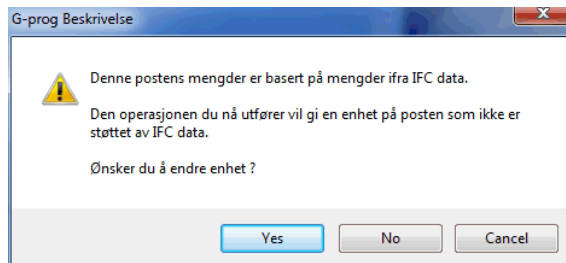 G-prog Beskrivelse
Denne postens mengder er basert på mengder ifra IFC data.
Den operasjonen du nå utfører vil gi en enhet på posten som ikke er
støttet av IFC data.
Ønsker du å endre enhet ?
Yes
No
Cancel